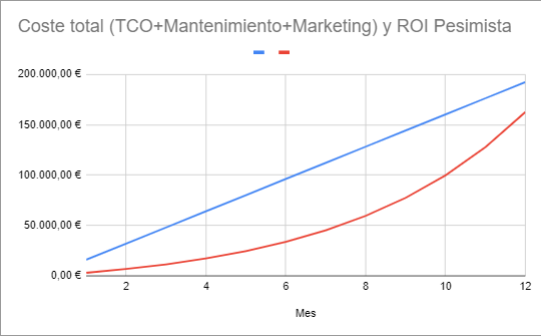 Coste total (TCO+Mantenimiento+Marketing) y ROI Pesimista
200.000,00 €
150.000,00 €
100.000,00 €
50.000,00 €
0,00 €
2 4 6 8 10 12
Mes